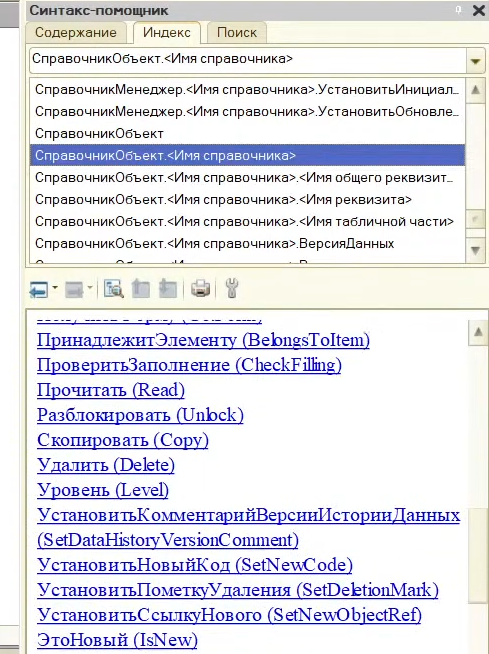 Синтакс-помощник
Содержание
Индекс
Поиск
СправочникОбъект.<Имя справочника>
СправочникМенеджер.<Имя справочника>.УстановитьИнициал...
СправочникМенеджер.<Имя справочника>.УстановитьОбновле...
СправочникОбъект
СправочникОбъект.<Имя справочника>
СправочникОбъект.<Имя справочника>.<Имя общего реквизит...
СправочникОбъект.<Имя справочника>.<Имя реквизита>
СправочникОбъект.<Имя справочника>.<Имя табличной части>
СправочникОбъект.<Имя справочника>.ВерсияДанных
ПринадлежитЭлементу (BelongsToItem)
ПроверитьЗаполнение (CheckFilling)
Прочитать (Read)
Разблокировать (Unlock)
Скопировать (Copy)
Удалить (Delete)
Уровень (Level)
УстановитьКомментарийВерсииИсторииДанных
(SetDataHistoryVersionComment)
УстановитьНовыйКод (SetNewCode)
УстановитьПометкуУдаления (SetDeletionMark)
УстановитьСсылкуНового (SetNewObjectRef)
ЭтоНовый (IsNew)